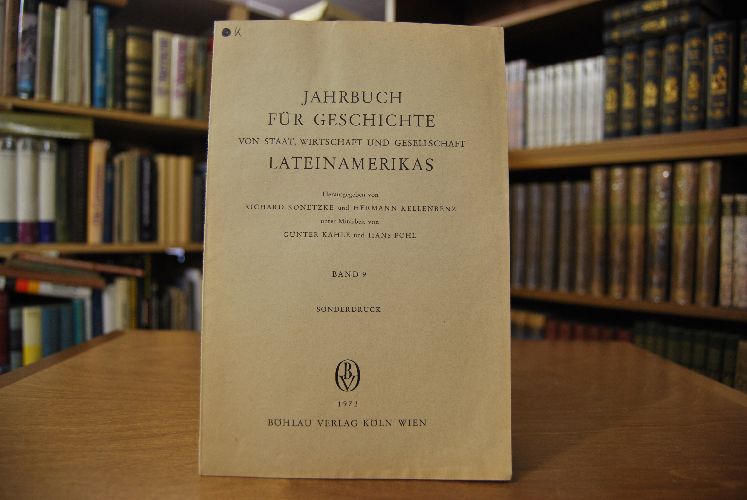 K
JAHRBUCH
FÜR GESCHICHTE
VON STAAT, WIRTSCHAFT UND GESELLSCHAFT
LATEINAMERIKAS
Herausgegeben von
RICHARD KONETZKE und HERMANN KELLENBENZ
unter Mitarbeit von
GÜNTER KAHLE und HANS POHL
BAND 9
SONDERDRUCK
BV
1972
BÖHLAU VERLAG KÖLN WIEN